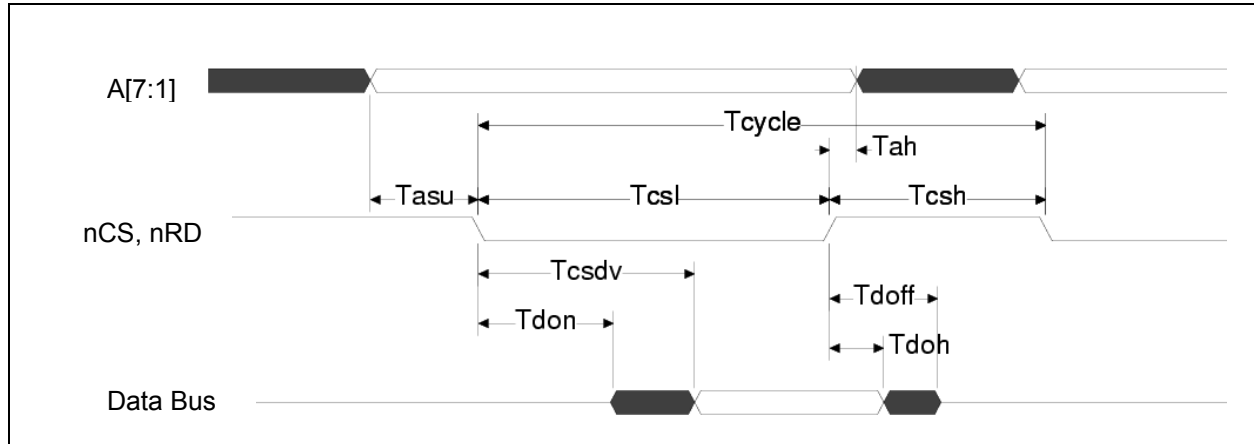 A[7:1]
Tcycle
Tah
Tasu
Tcsl
Tcsh
nCS, nRD
Tcsdv
Tdoff
Tdon
Tdoh
Data Bus